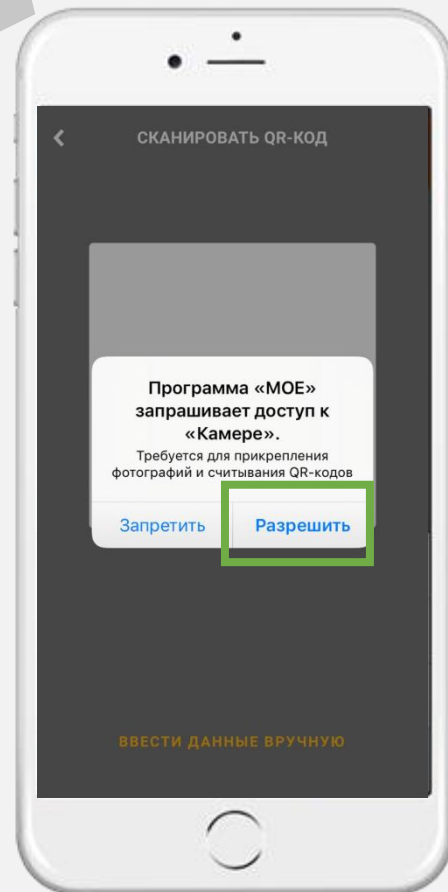 СКАНИРОВАТЬ QR-КОД
Программа «МОЕ»
запрашивает доступ к
«Камере».
Требуется для прикрепления
фотографий и считывания QR-кодов
Запретить Разрешить
ВВЕСТИ ДАННЫЕ ВРУЧНУЮ